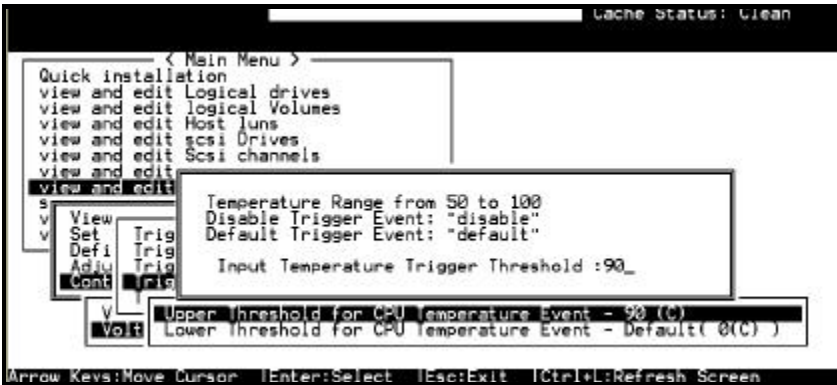 Cache Status: Clean
< Main Menu >
Quick installation
view and edit Logical drives
view and edit logical Volumes
view and edit Host luns
view and edit scsi Drives
view and edit Scsi channels
view and edit
view and edit
s
v View
v Set
Defi
Adju
Cont
Trig
Trig
Trig
Trig
T
V
Volt
Temperature Range from 50 to 100
Disable Trigger Event: "disable"
Default Trigger Event: "default"
Input Temperature Trigger Threshold :90_
Upper Threshold for CPU Temperature Event - 90 (C)
Lower Threshold for CPU Temperature Event - Default( 0(C) )
Arrow Keys:Move Cursor |Enter:Select |Esc:Exit |Ctrl+L:Refresh Screen